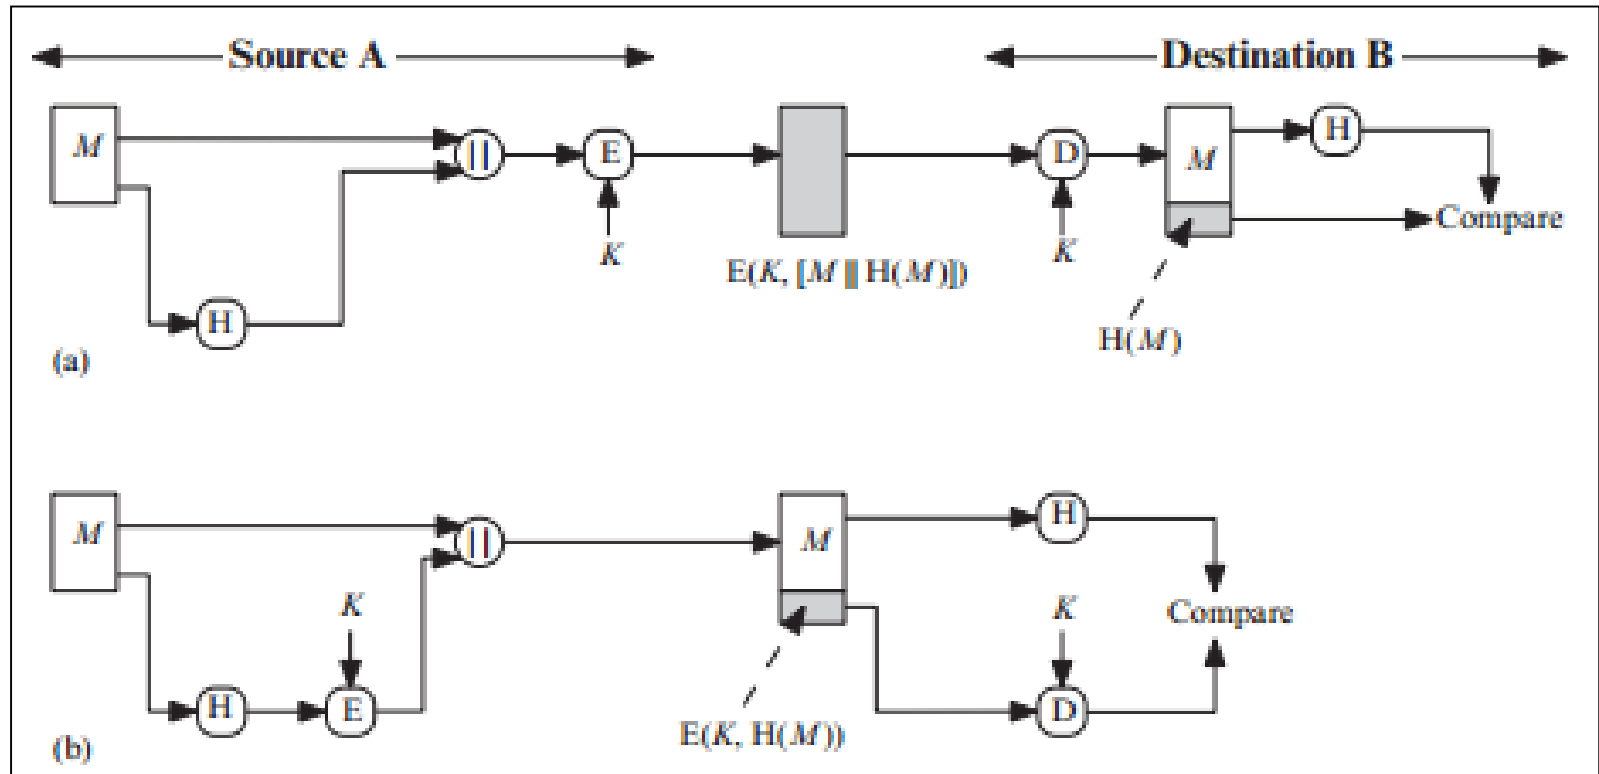 Source A Destination B
M || E D M H
K K Compare
E(K, [M || H(M)])
H H(M)
(a)
M || M H
K K Compare
H E D
E(K, H(M))
(b)